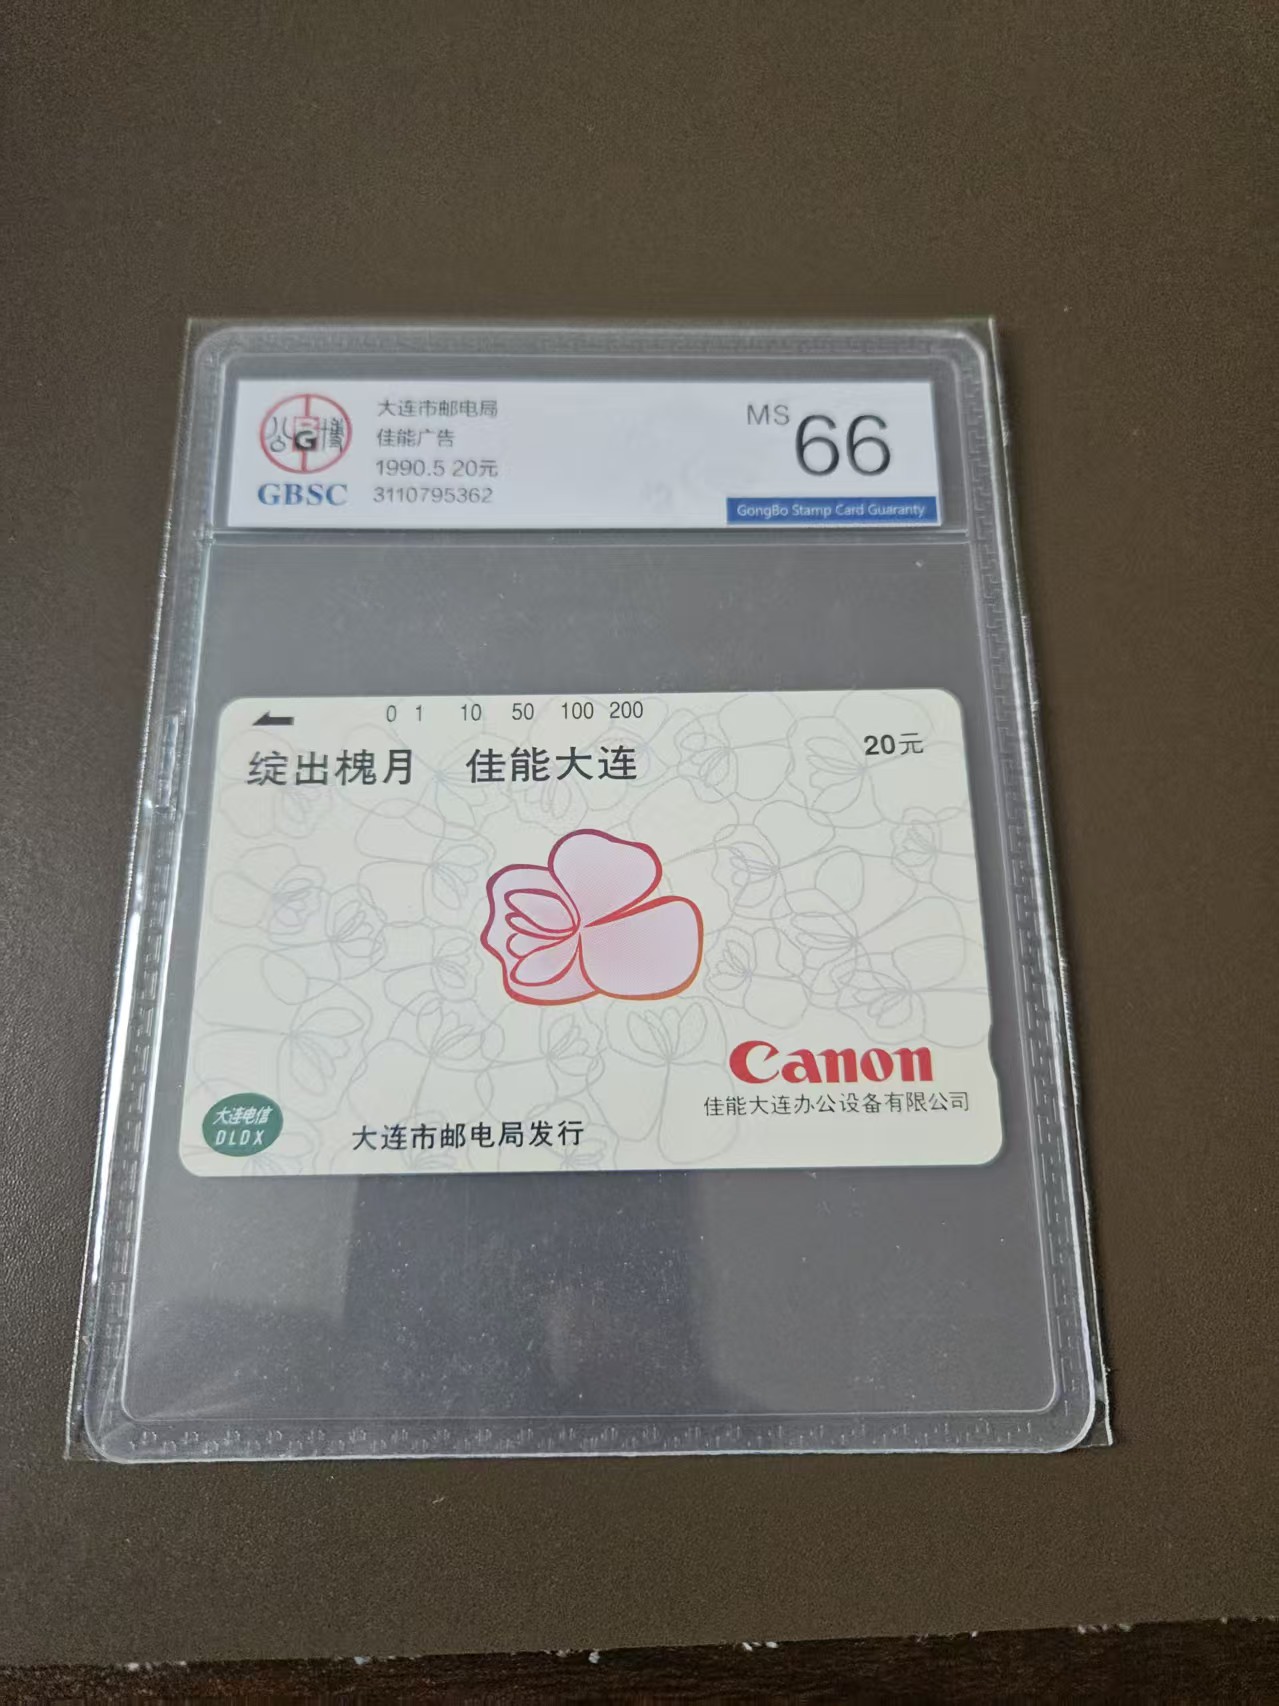 大连市邮电局
佳能广告
1990.5 20元
3110795362
公 G 博
GBSC
MS 66
GongBo Stamp Card Guaranty
0 1 10 50 100 200
绽出槐月 佳能大连
20元
Canon
佳能大连办公设备有限公司
大连电信
DLDX
大连市邮电局发行